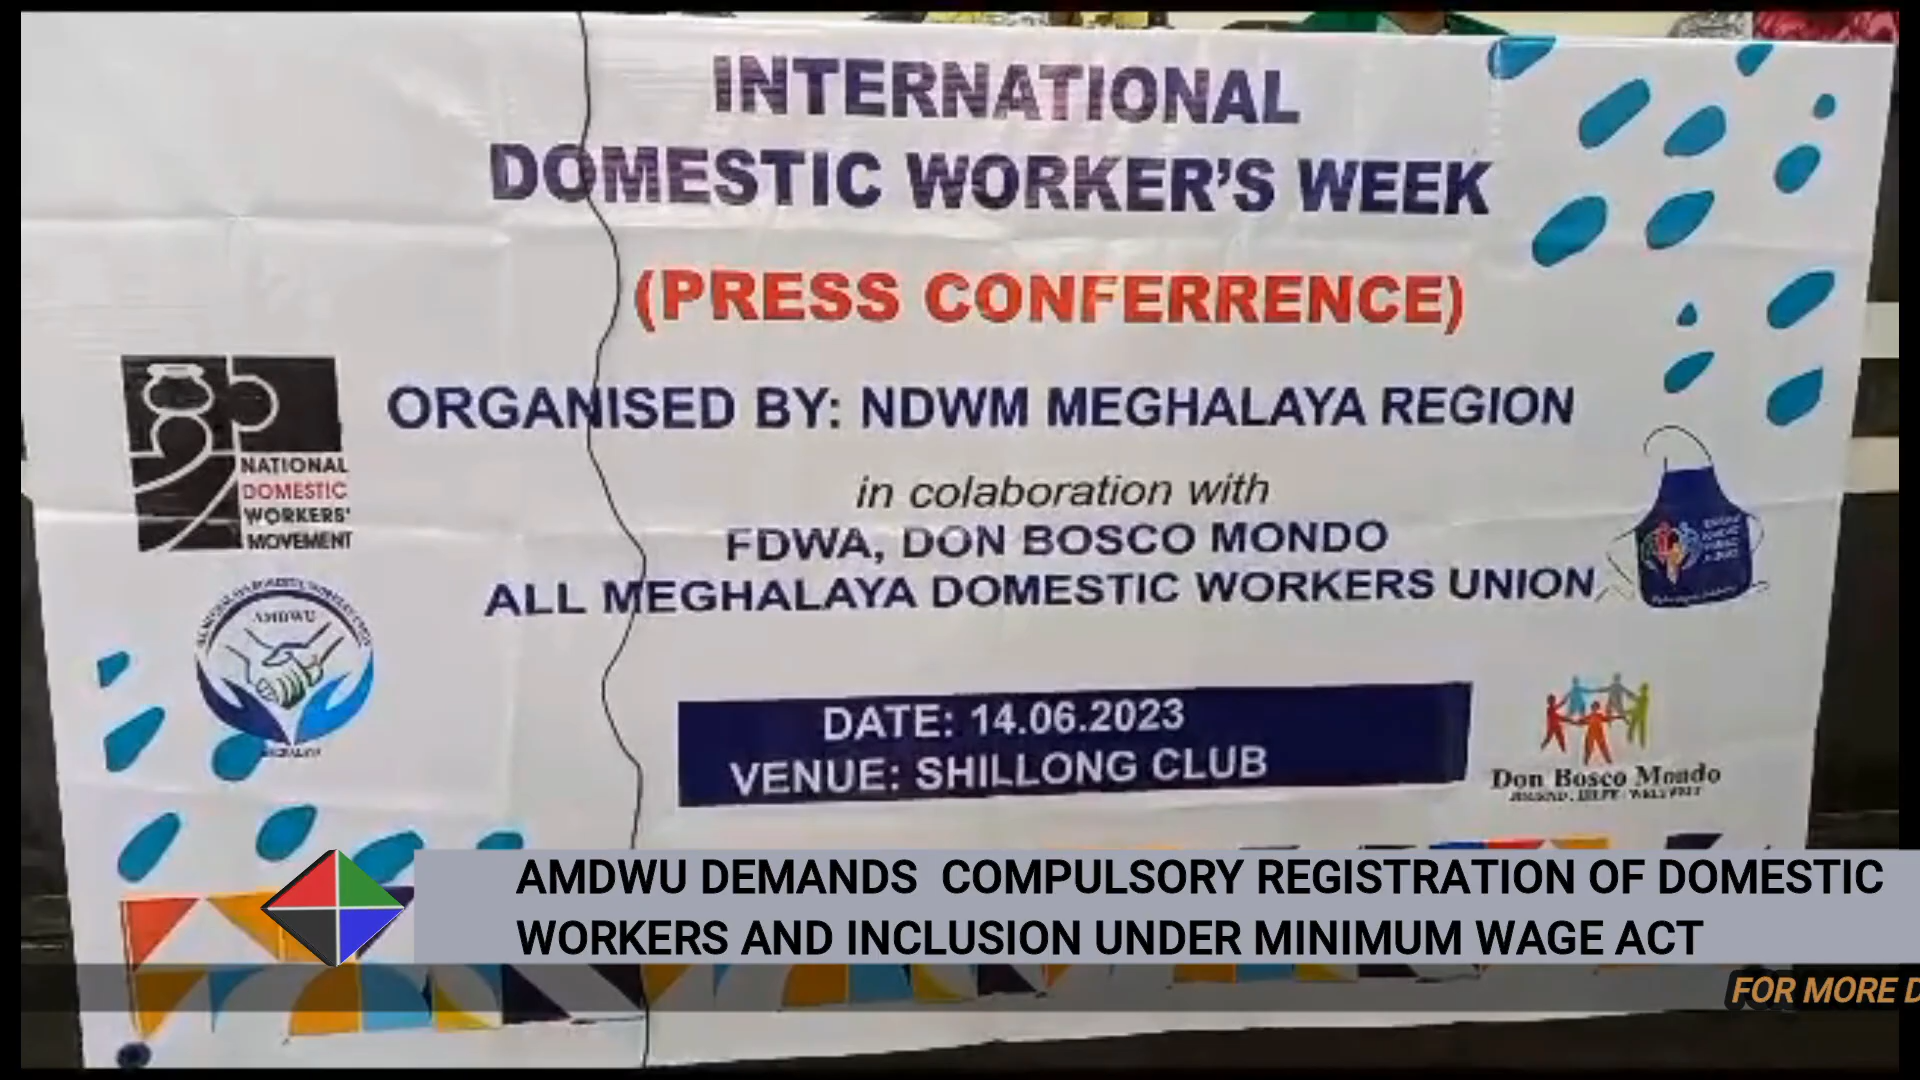 INTERNATIONAL
DOMESTIC WORKER'S WEEK
(PRESS CONFERRENCE)
ORGANISED BY: NDWM MEGHALAYA REGION
in colaboration with
FDWA, DON BOSCO MONDO
ALL MEGHALAYA DOMESTIC WORKERS UNION
NATIONAL
DOMESTIC
WORKERS'
MOVEMENT
AMDWU
DATE: 14.06.2023
VENUE: SHILLONG CLUB
Don Bosco Mondo
AMDWU DEMANDS COMPULSORY REGISTRATION OF DOMESTIC
WORKERS AND INCLUSION UNDER MINIMUM WAGE ACT
FOR MORE D